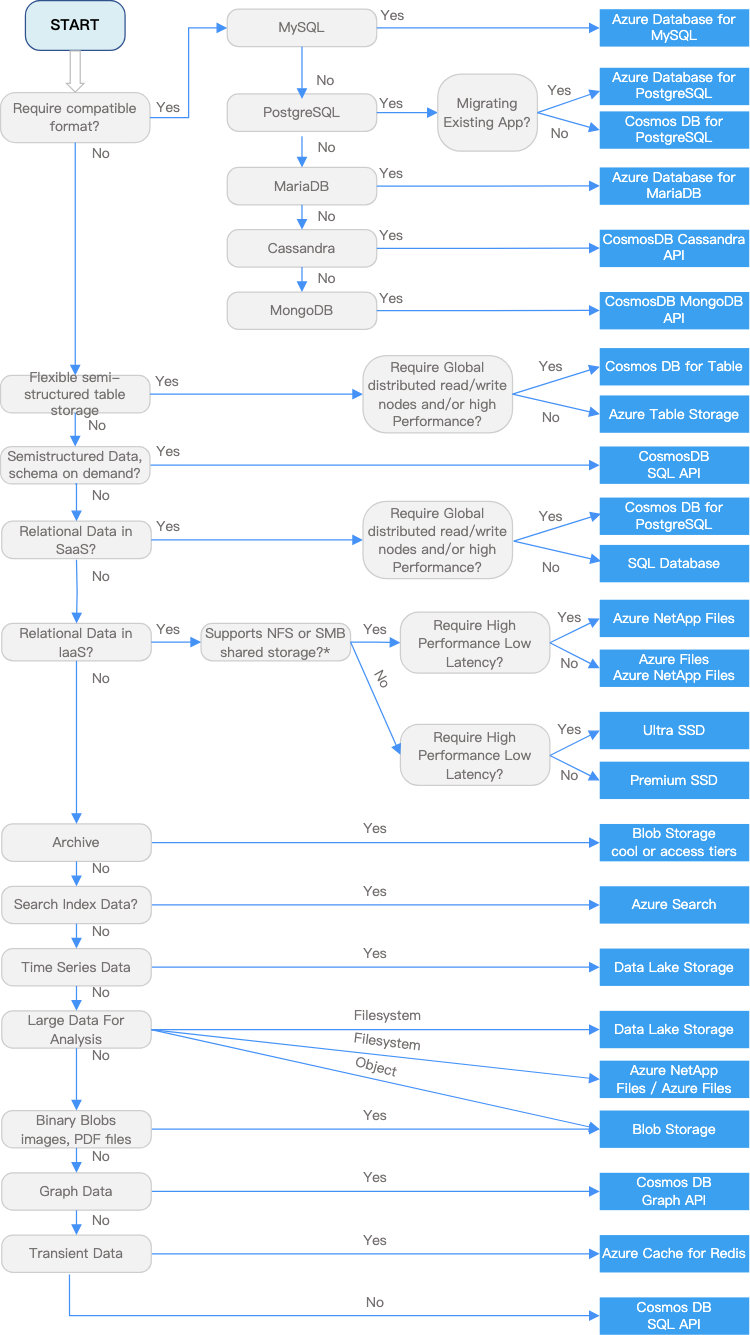 START
MySQL
Yes
Azure Database for
MySQL
Require compatible
format?
Yes
No
No
PostgreSQL
Yes
Migrating
Existing App?
Yes
Azure Database for
PostgreSQL
No
Cosmos DB for
PostgreSQL
No
MariaDB
Yes
Azure Database for
MariaDB
No
Cassandra
Yes
CosmosDB Cassandra
API
No
MongoDB
Yes
CosmosDB MongoDB
API
Flexible semi-
structured table
storage
Yes
No
Require Global
distributed read/write
nodes and/or high
Performance?
Yes
Cosmos DB for Table
No
Azure Table Storage
Semistructured Data,
schema on demand?
Yes
CosmosDB
SQL API
No
Relational Data in
SaaS?
Yes
Require Global
distributed read/write
nodes and/or high
Performance?
Yes
Cosmos DB for
PostgreSQL
No
SQL Database
No
Relational Data in
IaaS?
Yes
Supports NFS or SMB
shared storage?*
Yes
Require High
Performance Low
Latency?
Yes
Azure NetApp Files
No
Azure Files
Azure NetApp Files
No
No
Require High
Performance Low
Latency?
Yes
Ultra SSD
No
Premium SSD
Archive
Yes
Blob Storage
cool or access tiers
No
Search Index Data?
Yes
Azure Search
No
Time Series Data
Yes
Data Lake Storage
No
Large Data For
Analysis
Filesystem
Data Lake Storage
Filesystem
Azure NetApp
Files / Azure Files
Object
No
Binary Blobs
images, PDF files
Yes
Blob Storage
No
Graph Data
Yes
Cosmos DB
Graph API
No
Transient Data
Yes
Azure Cache for Redis
No
Cosmos DB
SQL API